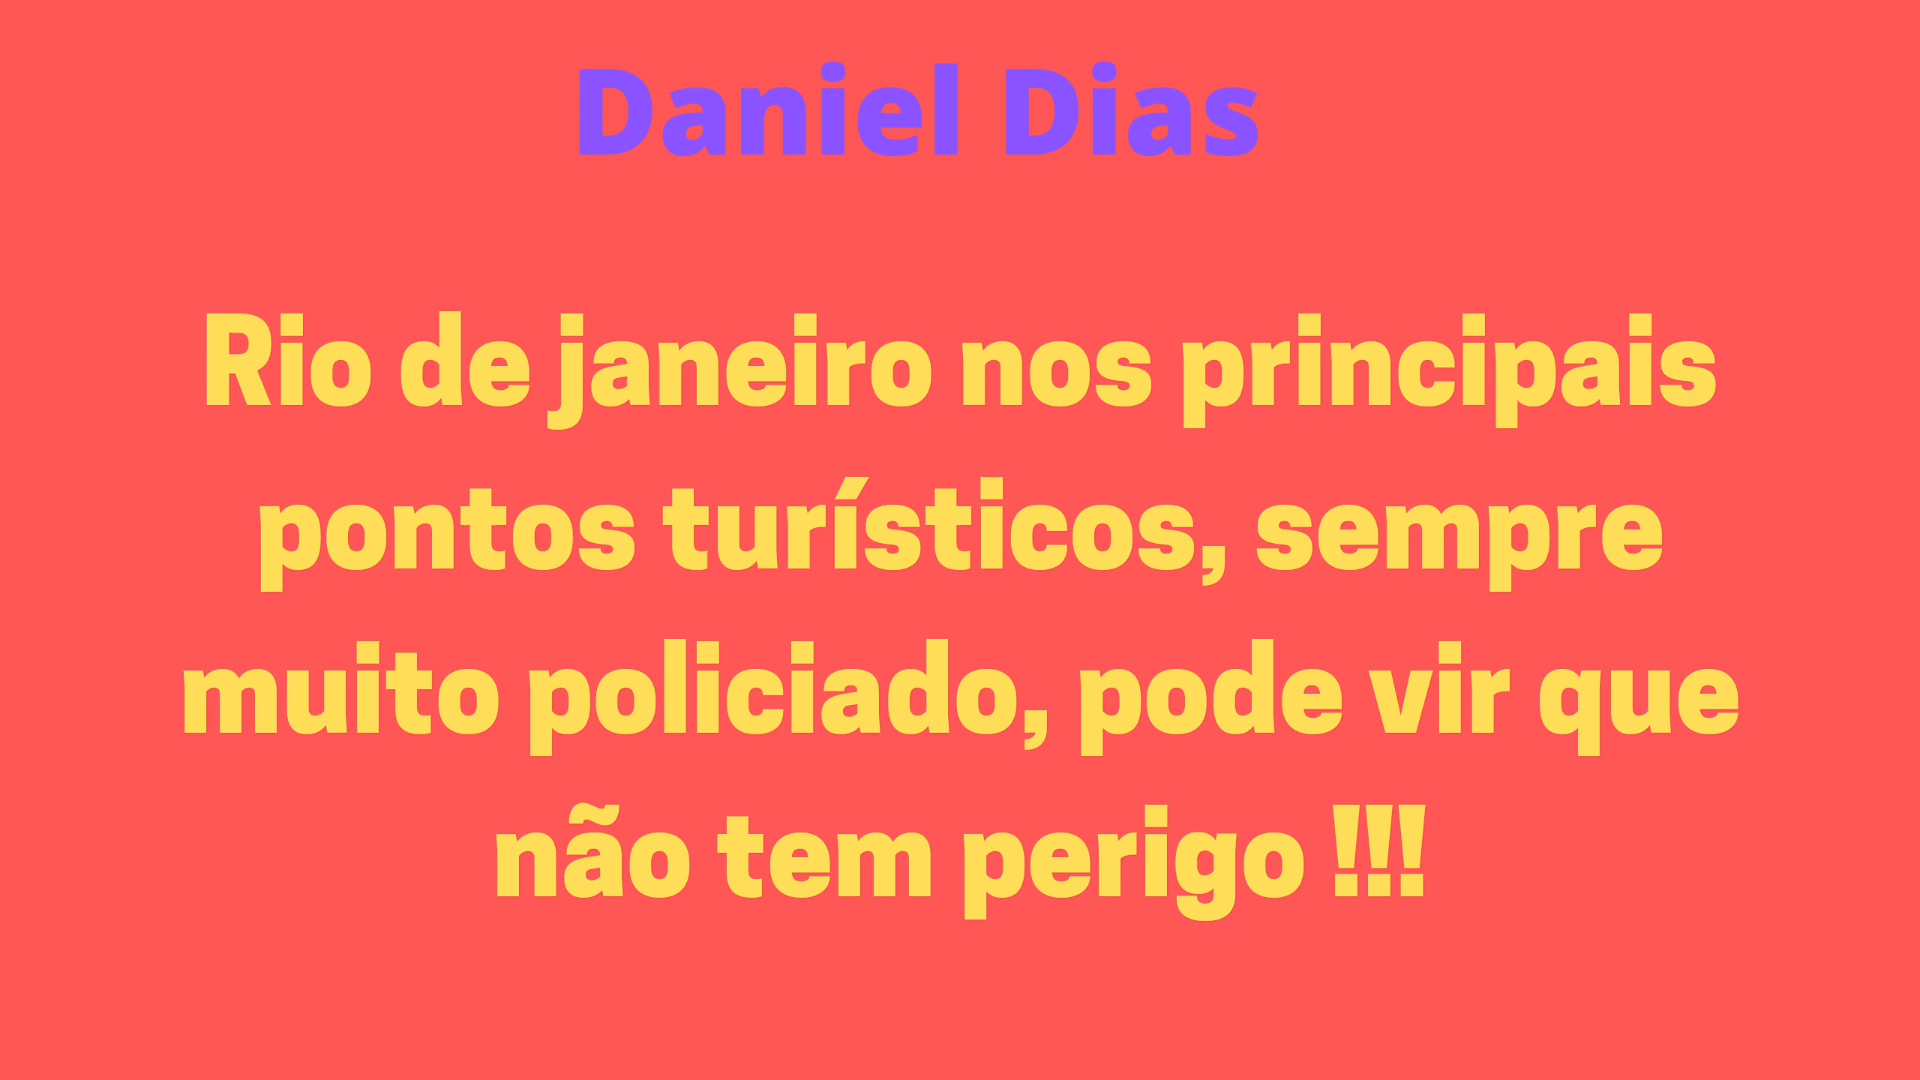 Daniel Dias
Rio de janeiro nos principais
pontos turísticos, sempre
muito policiado, pode vir que
não tem perigo !!!